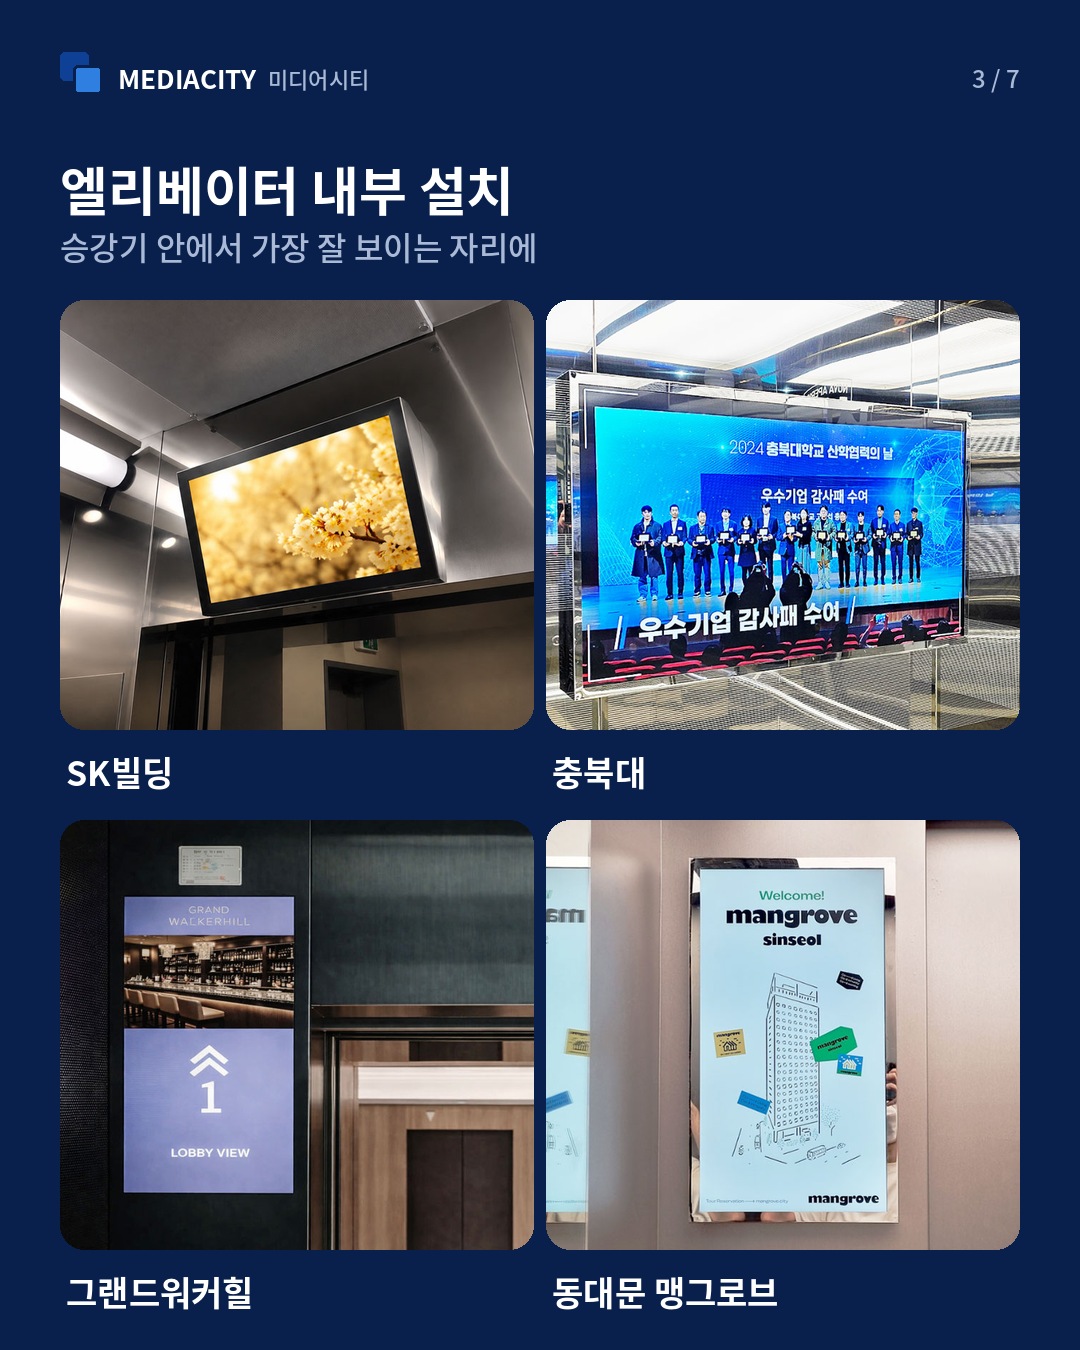 MEDIACITY 미디어시티
3 / 7
엘리베이터 내부 설치
승강기 안에서 가장 잘 보이는 자리에
2024 충북대학교 산학협력의 날
우수기업 감사패 수여
우수기업 감사패 수여
SK빌딩
충북대
GRAND
WALKERHILL
1
LOBBY VIEW
Welcome!
mangrove
sinseol
mangrove
mangrove
그랜드워커힐
동대문 맹그로브